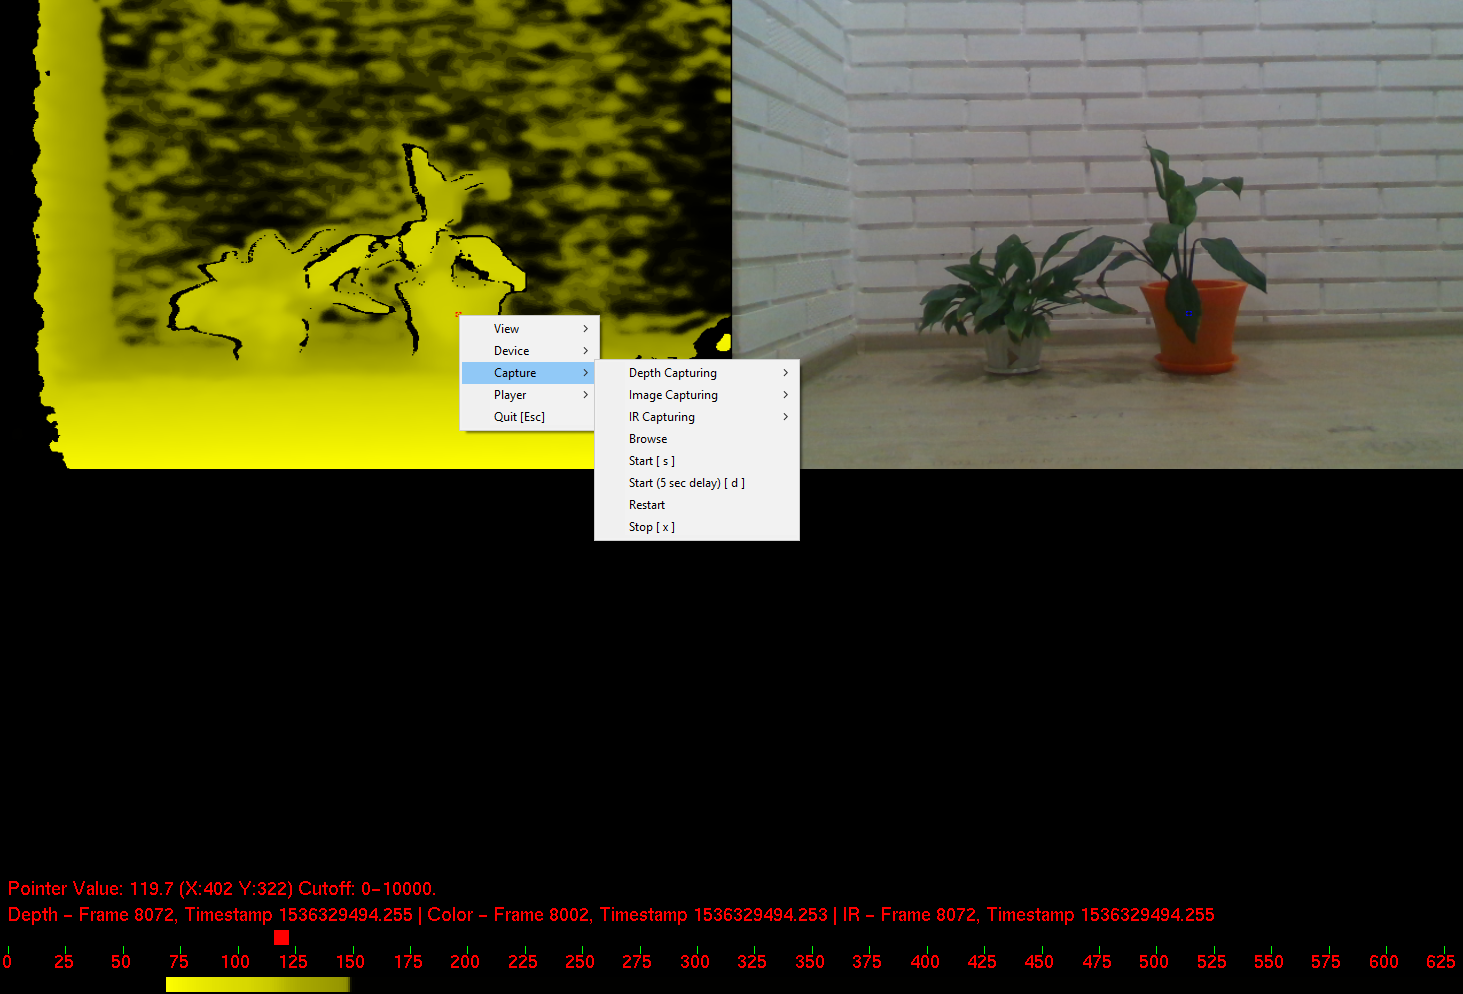 View
Device
Capture
Player
Quit [Esc]
Depth Capturing
Image Capturing
IR Capturing
Browse
Start [ s ]
Start (5 sec delay) [ d ]
Restart
Stop [ x ]
Pointer Value: 119.7 (X:402 Y:322) Cutoff: 0-10000.
Depth - Frame 8072, Timestamp 1536329494.255 | Color - Frame 8002, Timestamp 1536329494.253 | IR - Frame 8072, Timestamp 1536329494.255
0 25 50 75 100 125 150 175 200 225 250 275 300 325 350 375 400 425 450 475 500 525 550 575 600 625